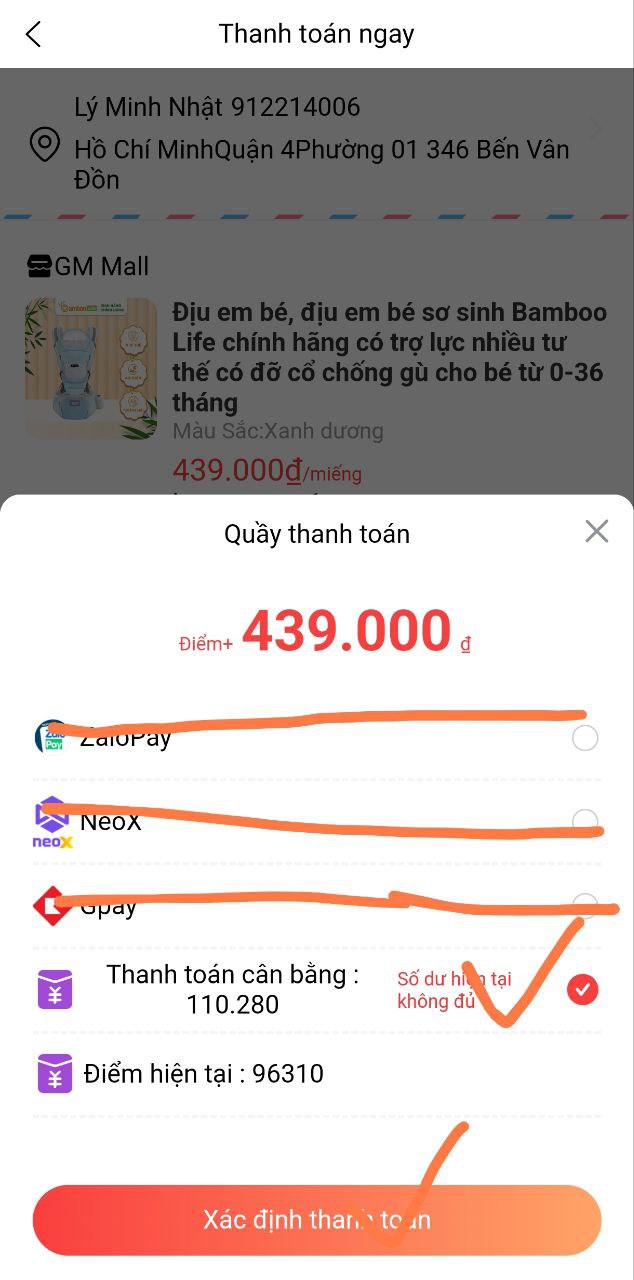 Thanh toán ngay
Lý Minh Nhật 912214006
Hồ Chí MinhQuận 4Phường 01 346 Bến Vân
Đồn
GM Mall
Địu em bé, địu em bé sơ sinh Bamboo
Life chính hãng có trợ lực nhiều tư
thế có đỡ cổ chống gù cho bé từ 0-36
tháng
Màu Sắc:Xanh dương
439.000₫/miếng
Quầy thanh toán
Điểm+ 439.000 ₫
Zalo
Pay
ZaloPay
NeoX
neoX
Gpay
Thanh toán cân bằng :
110.280
Số dư hiện tại
không đủ
Điểm hiện tại : 96310
Xác định thanh toán